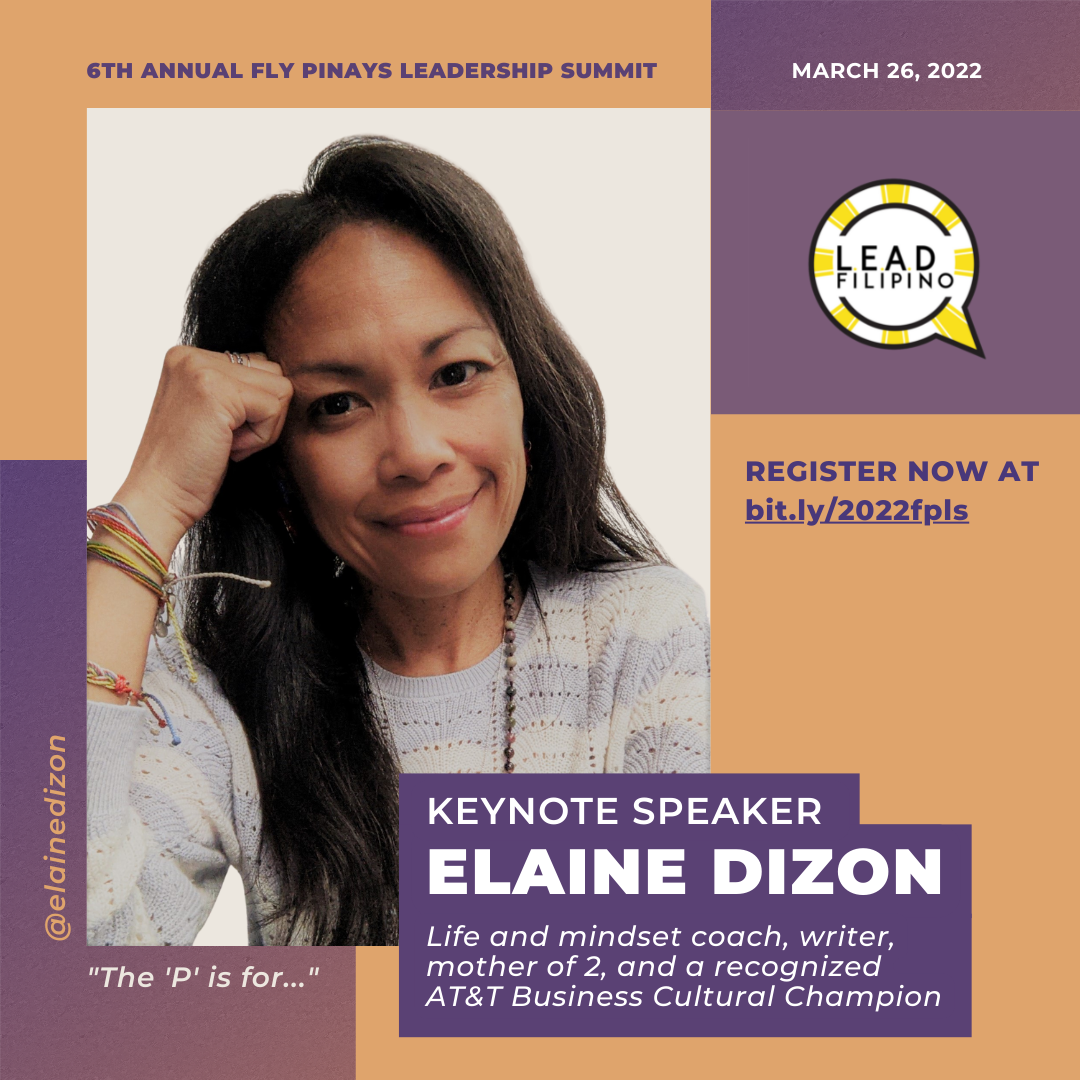 6TH ANNUAL FLY PINAYS LEADERSHIP SUMMIT
MARCH 26, 2022
L.E.A.D
FILIPINO
REGISTER NOW AT
bit.ly/2022fpls
@elainedizon
KEYNOTE SPEAKER
ELAINE DIZON
Life and mindset coach, writer,
mother of 2, and a recognized
AT&T Business Cultural Champion
"The 'P' is for..."